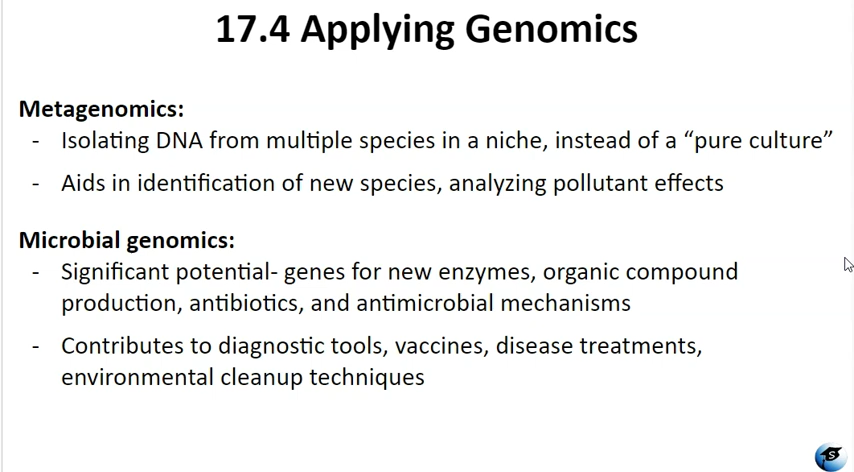 17.4 Applying Genomics
Metagenomics:
- Isolating DNA from multiple species in a niche, instead of a “pure culture”
- Aids in identification of new species, analyzing pollutant effects
Microbial genomics:
- Significant potential- genes for new enzymes, organic compound
production, antibiotics, and antimicrobial mechanisms
- Contributes to diagnostic tools, vaccines, disease treatments,
environmental cleanup techniques
S